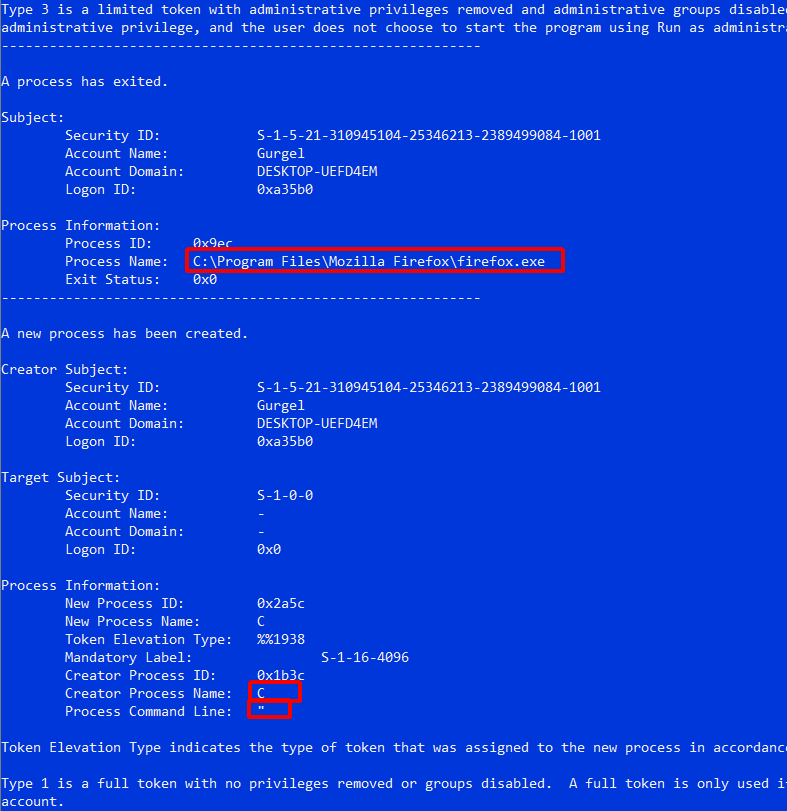 Type 3 is a limited token with administrative privileges removed and administrative groups disable
administrative privilege, and the user does not choose to start the program using Run as administr
------------------------------------------------------------
A process has exited.
Subject:
Security ID: S-1-5-21-310945104-25346213-2389499084-1001
Account Name: Gurgel
Account Domain: DESKTOP-UEFD4EM
Logon ID: 0xa35b0
Process Information:
Process ID: 0x9ec
Process Name: C:\Program Files\Mozilla Firefox\firefox.exe
Exit Status: 0x0
------------------------------------------------------------
A new process has been created.
Creator Subject:
Security ID: S-1-5-21-310945104-25346213-2389499084-1001
Account Name: Gurgel
Account Domain: DESKTOP-UEFD4EM
Logon ID: 0xa35b0
Target Subject:
Security ID: S-1-0-0
Account Name: -
Account Domain: -
Logon ID: 0x0
Process Information:
New Process ID: 0x2a5c
New Process Name: C
Token Elevation Type: %%1938
Mandatory Label: S-1-16-4096
Creator Process ID: 0x1b3c
Creator Process Name: C
Process Command Line: "
Token Elevation Type indicates the type of token that was assigned to the new process in accordanc
Type 1 is a full token with no privileges removed or groups disabled.  A full token is only used i
account.